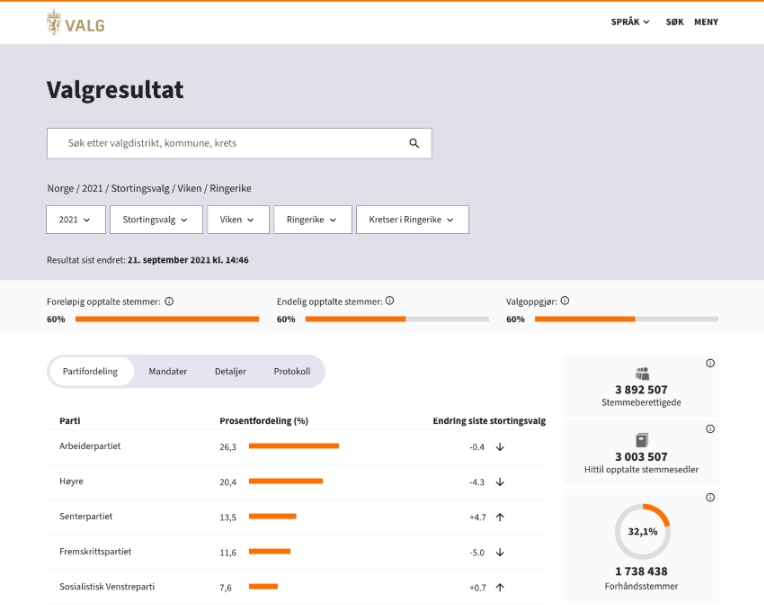 VALG
SPRÅK SØK MENY
Valgresultat
Søk etter valgdistrikt, kommune, krets
Norge / 2021 / Stortingsvalg / Viken / Ringerike
2021 Stortingsvalg Viken Ringerike Kretser i Ringerike
Resultat sist endret: 21. september 2021 kl. 14:46
Foreløpig opptalte stemmer:
60%
Endelig opptalte stemmer:
60%
Valgoppgjør:
60%
Partifordeling Mandater Detaljer Protokoll
Parti Prosentfordeling (%) Endring siste stortingsvalg
Arbeiderpartiet 26,3 -0.4
Høyre 20,4 -4.3
Senterpartiet 13,5 +4.7
Fremskrittspartiet 11,6 -5.0
Sosialistisk Venstreparti 7,6 +0.7
3 892 507
Stemmeberettigede
3 003 507
Hittil opptalte stemmesedler
32,1%
1 738 438
Forhåndsstemmer